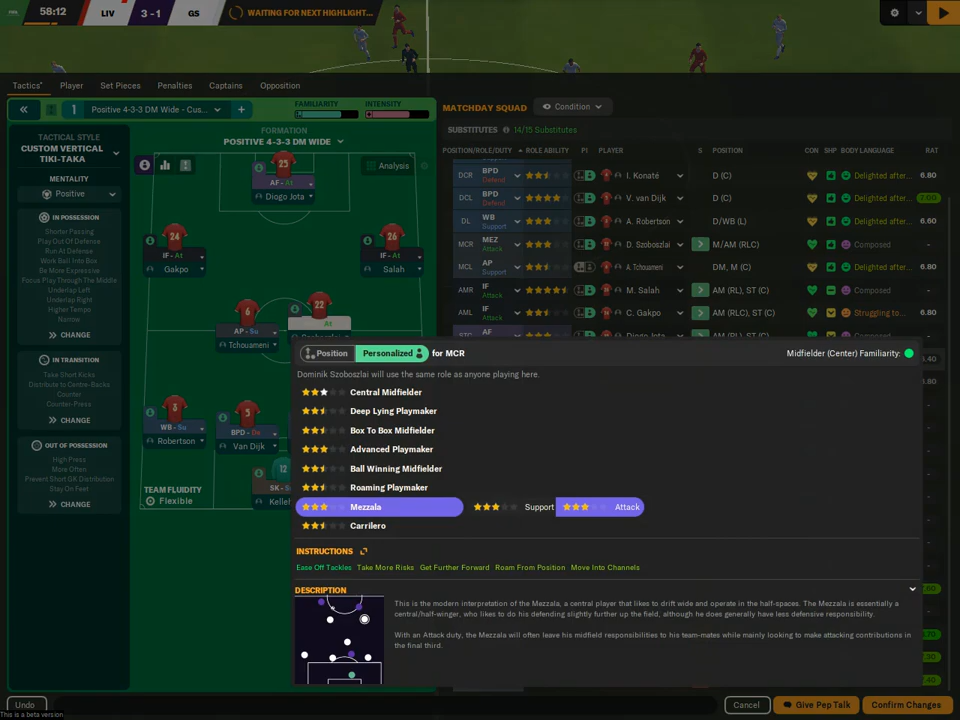 58:12 LIV 3 - 1 GS WAITING FOR NEXT HIGHLIGHT...
Tactics* Player Set Pieces Penalties Captains Opposition
1 Positive 4-3-3 DM Wide - Cus... +
FAMILIARITY INTENSITY
TACTICAL STYLE
CUSTOM VERTICAL
TIKI-TAKA
MENTALITY
Positive
IN POSSESSION
Shorter Passing
Play Out Of Defence
Run At Defence
Work Ball Into Box
Be More Expressive
Focus Play Through The Middle
Underlap Left
Underlap Right
Higher Tempo
Narrow
CHANGE
IN TRANSITION
Take Short Kicks
Distribute to Centre-Backs
Counter
Counter-Press
CHANGE
OUT OF POSSESSION
High Press
More Often
Prevent Short GK Distribution
Stay On Feet
CHANGE
FORMATION
POSITIVE 4-3-3 DM WIDE
Analysis
23
AF - At
Diogo Jota
24
IF - At
Gakpo
26
IF - At
Salah
6
AP - Su
Tchouameni
22
At
3
WB - Su
Robertson
5
BPD - De
Van Dijk
12
SK - S
Kelleh
TEAM FLUIDITY
Flexible
MATCHDAY SQUAD Condition
SUBSTITUTES 14/15 Substitutes
POSITION/ROLE/DUTY ROLE ABILITY PI PLAYER S POSITION CON SHP BODY LANGUAGE RAT
DCR BPD Defend I. Konaté D (C) Delighted after... 6.80
DCL BPD Defend V. van Dijk D (C) Delighted after... 7.00
DL WB Support A. Robertson D/WB (L) Delighted after... 6.60
MCR MEZ Attack D. Szoboszlai M/AM (RLC) Composed -
MCL AP Support A. Tchouameni DM, M (C) Delighted after... 6.80
AMR IF Attack M. Salah AM (RL), ST (C) Composed -
AML IF Attack C. Gakpo AM (RL), ST (C) Struggling to... 6.80
STC AF Diogo Jota AM (RL), ST (C) Composed
Position Personalized for MCR Midfielder (Center) Familiarity:
Dominik Szoboszlai will use the same role as anyone playing here.
Central Midfielder
Deep Lying Playmaker
Box To Box Midfielder
Advanced Playmaker
Ball Winning Midfielder
Roaming Playmaker
Mezzala Support Attack
Carrilero
INSTRUCTIONS
Ease Off Tackles Take More Risks Get Further Forward Roam From Position Move Into Channels
DESCRIPTION
This is the modern interpretation of the Mezzala, a central player that likes to drift wide and operate in the half-spaces. The Mezzala is essentially a
central/half-winger, who likes to do his defending slightly further up the field, although he does generally have less defensive responsibility.
With an Attack duty, the Mezzala will often leave his midfield responsibilities to his team-mates while mainly looking to make attacking contributions in
the final third.
Undo Cancel Give Pep Talk Confirm Changes
This is a beta version